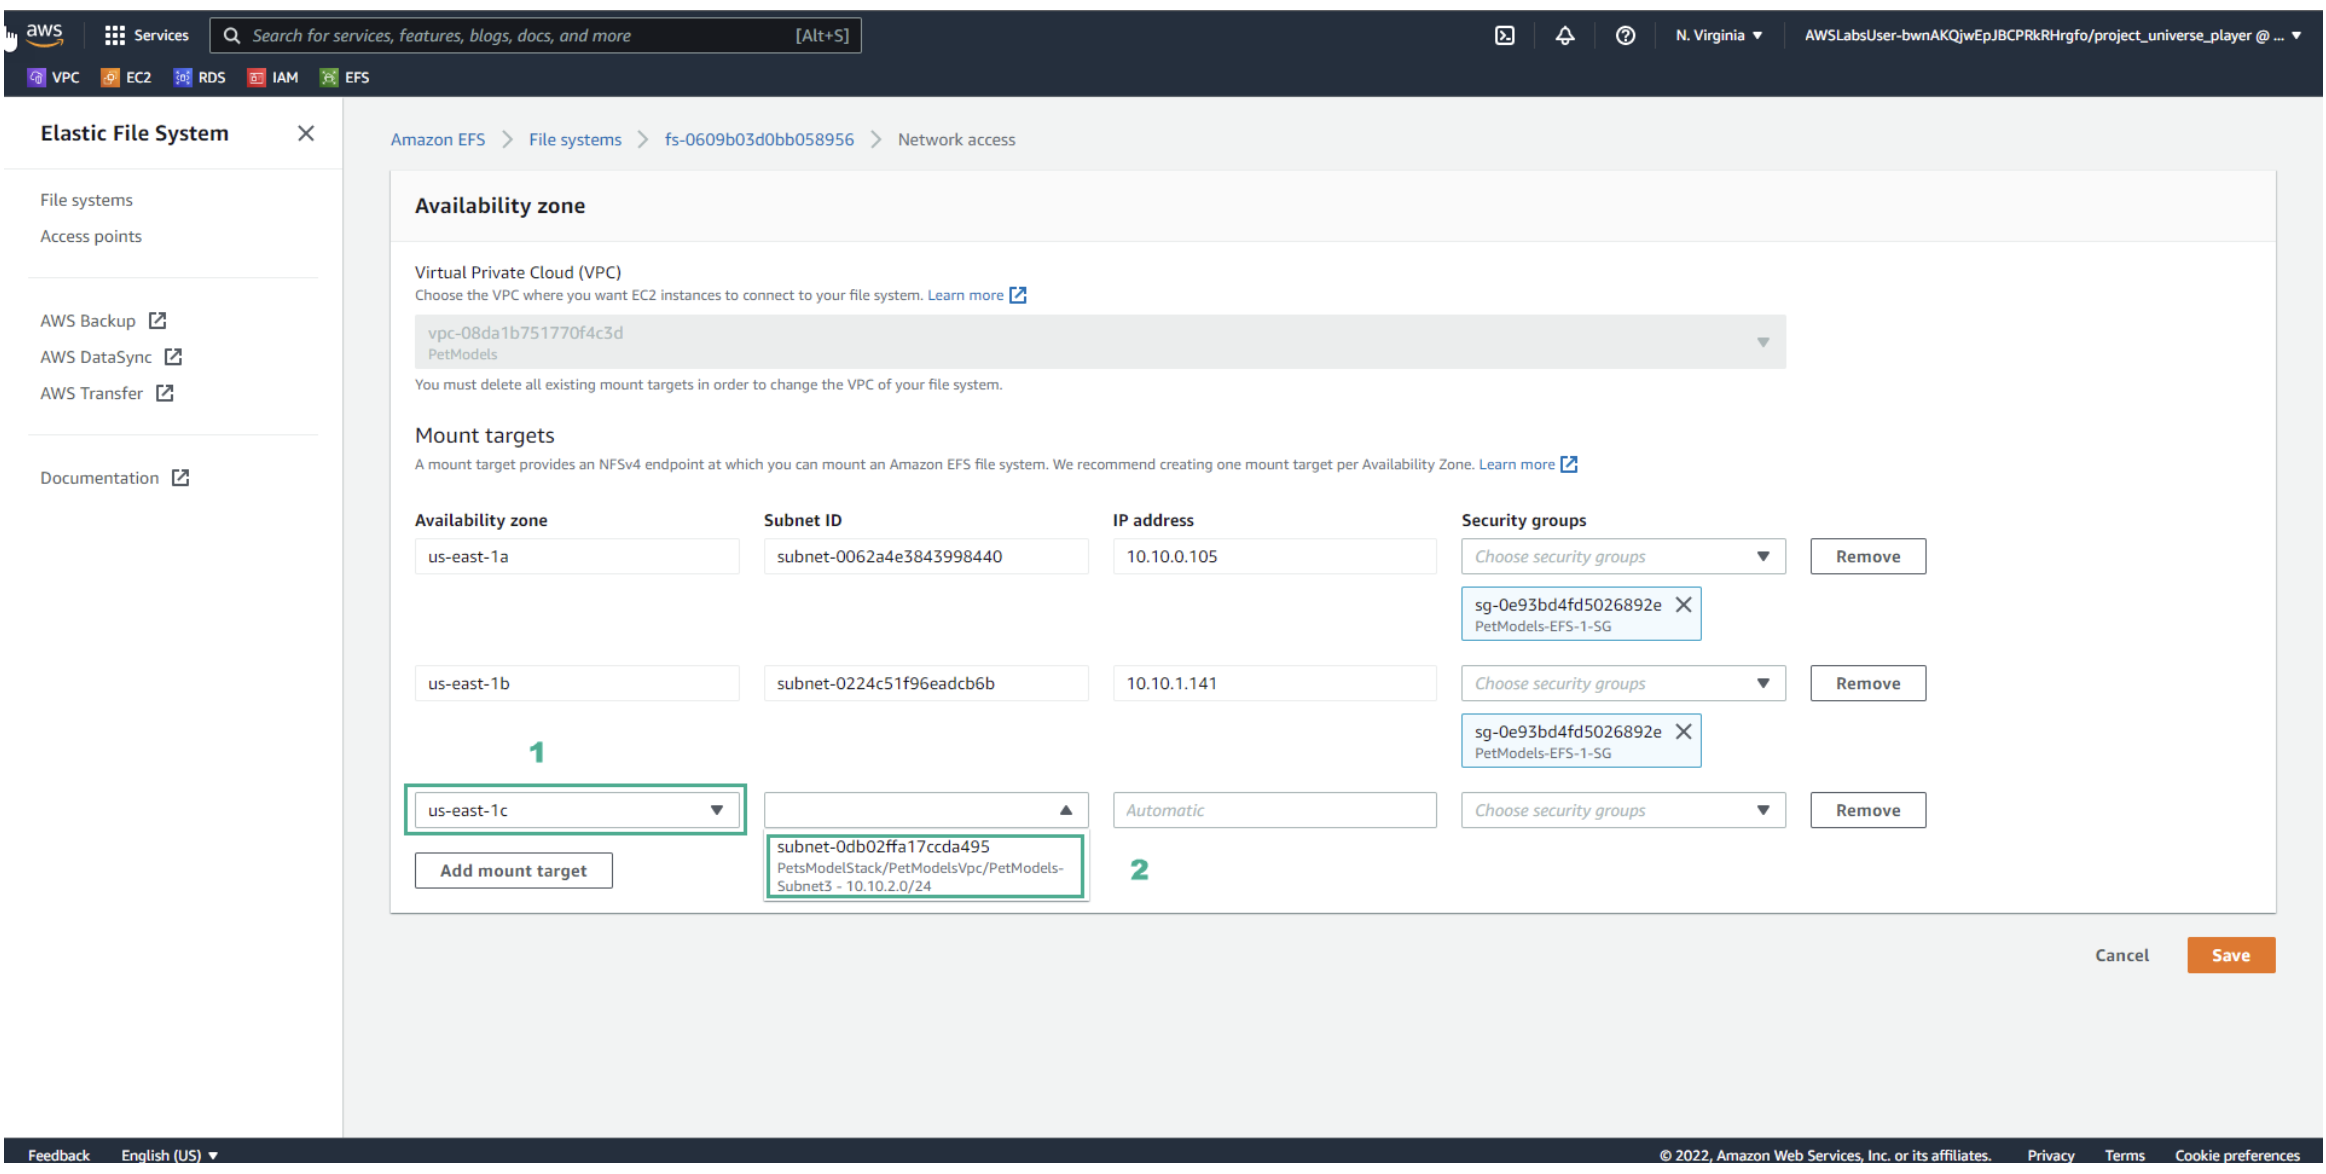 aws
Services
Search for services, features, blogs, docs, and more
[Alt+S]
N. Virginia ▼
AWSLabsUser-bwnAKQjwEpJBCPRkRHrgfo/project_universe_player @ ... ▼
VPC
EC2
RDS
IAM
EFS
Elastic File System
File systems
Access points
AWS Backup
AWS DataSync
AWS Transfer
Documentation
Amazon EFS > File systems > fs-0609b03d0bb058956 > Network access
Availability zone
Virtual Private Cloud (VPC)
Choose the VPC where you want EC2 instances to connect to your file system. Learn more
vpc-08da1b751770f4c3d
PetModels
You must delete all existing mount targets in order to change the VPC of your file system.
Mount targets
A mount target provides an NFSv4 endpoint at which you can mount an Amazon EFS file system. We recommend creating one mount target per Availability Zone. Learn more
Availability zone
Subnet ID
IP address
Security groups
us-east-1a
subnet-0062a4e3843998440
10.10.0.105
Choose security groups
Remove
sg-0e93bd4fd5026892e
PetModels-EFS-1-SG
us-east-1b
subnet-0224c51f96eadcb6b
10.10.1.141
Choose security groups
Remove
sg-0e93bd4fd5026892e
PetModels-EFS-1-SG
1
us-east-1c
Automatic
Choose security groups
Remove
subnet-0db02ffa17ccda495
PetsModelStack/PetModelsVpc/PetModels-
Subnet3 - 10.10.2.0/24
2
Add mount target
Cancel
Save
Feedback
English (US) ▼
© 2022, Amazon Web Services, Inc. or its affiliates.
Privacy
Terms
Cookie preferences